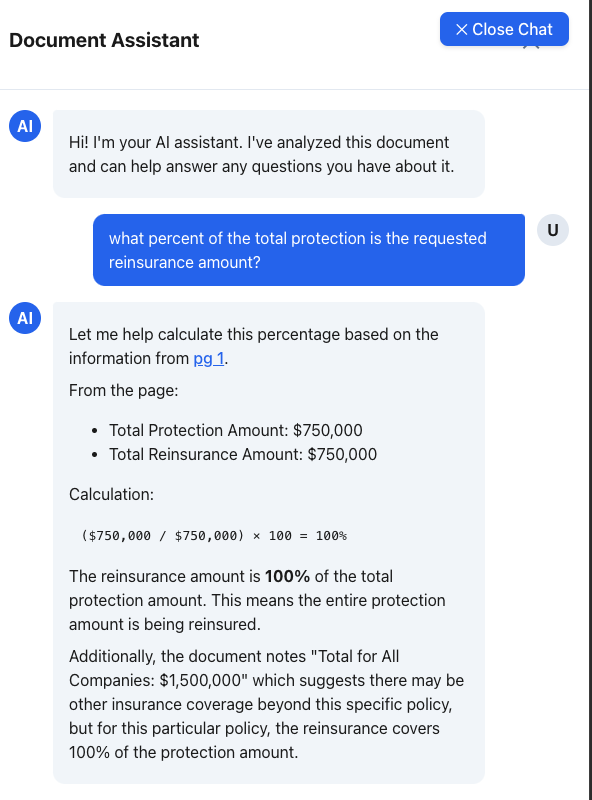 Document Assistant
× Close Chat
AI
Hi! I'm your AI assistant. I've analyzed this document
and can help answer any questions you have about it.
what percent of the total protection is the requested
reinsurance amount?
U
AI
Let me help calculate this percentage based on the
information from pg 1.
From the page:
• Total Protection Amount: $750,000
• Total Reinsurance Amount: $750,000
Calculation:
($750,000 / $750,000) × 100 = 100%
The reinsurance amount is 100% of the total
protection amount. This means the entire protection
amount is being reinsured.
Additionally, the document notes "Total for All
Companies: $1,500,000" which suggests there may be
other insurance coverage beyond this specific policy,
but for this particular policy, the reinsurance covers
100% of the protection amount.